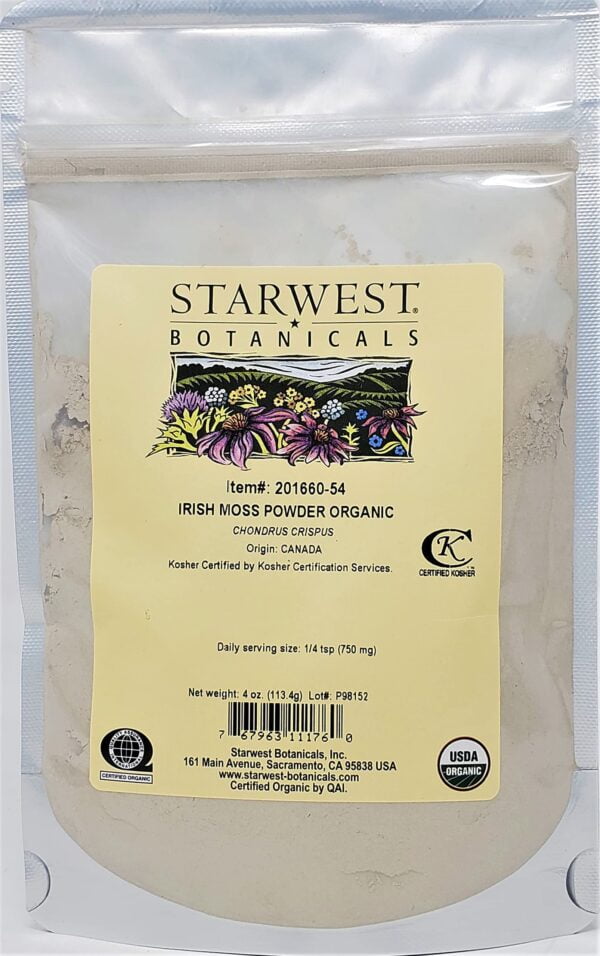 STARWEST®
BOTANICALS
Item#: 201660-54
IRISH MOSS POWDER ORGANIC
CHONDRUS CRISPUS
Origin: CANADA
Kosher Certified by Kosher Certification Services.
K
CERTIFIED KOSHER
Daily serving size: 1/4 tsp (750 mg)
Net weight: 4 oz. (113.4g) Lot#: P98152
7 67963 11176 0
Starwest Botanicals, Inc.
161 Main Avenue, Sacramento, CA 95838 USA
www.starwest-botanicals.com
Certified Organic by QAI.
CERTIFIED ORGANIC
USDA
ORGANIC